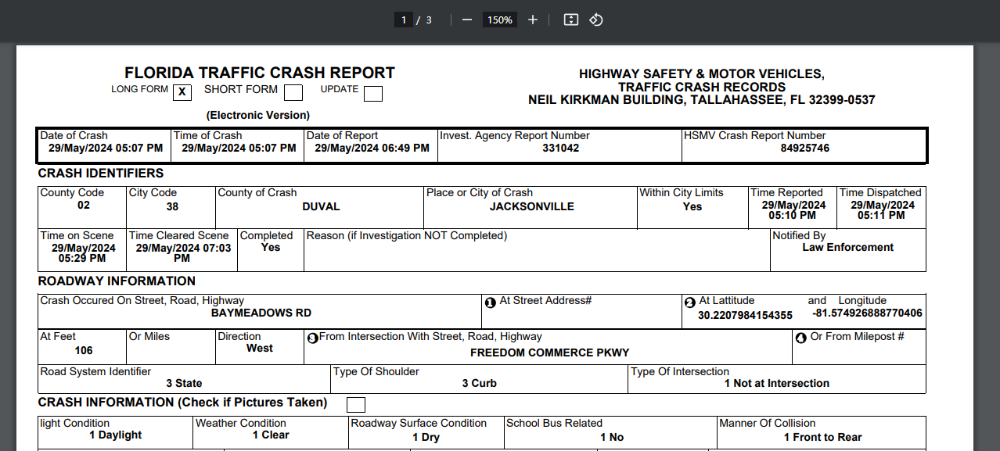 1 / 3 150%
FLORIDA TRAFFIC CRASH REPORT
LONG FORM X SHORT FORM UPDATE
(Electronic Version)
HIGHWAY SAFETY & MOTOR VEHICLES,
TRAFFIC CRASH RECORDS
NEIL KIRKMAN BUILDING, TALLAHASSEE, FL 32399-0537
Date of Crash
29/May/2024 05:07 PM
Time of Crash
29/May/2024 05:07 PM
Date of Report
29/May/2024 06:49 PM
Invest. Agency Report Number
331042
HSMV Crash Report Number
84925746
CRASH IDENTIFIERS
County Code
02
City Code
38
County of Crash
DUVAL
Place or City of Crash
JACKSONVILLE
Within City Limits
Yes
Time Reported
29/May/2024
05:10 PM
Time Dispatched
29/May/2024
05:11 PM
Time on Scene
29/May/2024
05:29 PM
Time Cleared Scene
29/May/2024 07:03
PM
Completed
Yes
Reason (if Investigation NOT Completed)
Notified By
Law Enforcement
ROADWAY INFORMATION
Crash Occured On Street, Road, Highway
BAYMEADOWS RD
1 At Street Address#
2 At Lattitude and Longitude
30.2207984154355 -81.574926888770406
At Feet
106
Or Miles
Direction
West
3 From Intersection With Street, Road, Highway
FREEDOM COMMERCE PKWY
4 Or From Milepost #
Road System Identifier
3 State
Type Of Shoulder
3 Curb
Type Of Intersection
1 Not at Intersection
CRASH INFORMATION (Check if Pictures Taken)
light Condition
1 Daylight
Weather Condition
1 Clear
Roadway Surface Condition
1 Dry
School Bus Related
1 No
Manner Of Collision
1 Front to Rear